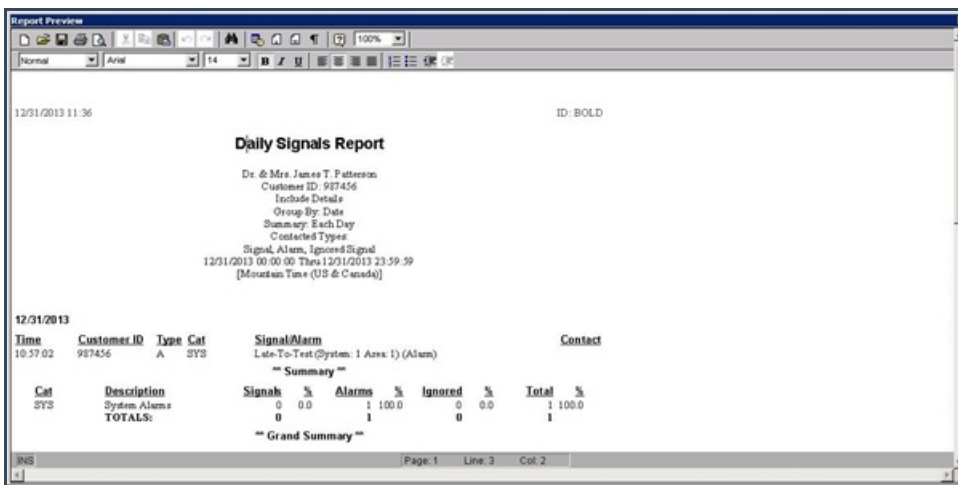 Report Preview
100%
Normal Arial 14 B I U
12/31/2013 11:36 ID: BOLD
Daily Signals Report
Dr. & Mrs. James T. Patterson
Customer ID: 987456
Include Details
Group By: Date
Summary: Each Day
Contacted Types:
Signal, Alarm, Ignored Signal
12/31/2013 00:00:00 Thru 12/31/2013 23:59:59
[Mountain Time (US & Canada)]
12/31/2013
Time Customer ID Type Cat Signal/Alarm Contact
10:57:02 987456 A SYS Late-To-Test (System: 1 Area: 1) (Alarm)
** Summary **
Cat Description Signals % Alarms % Ignored % Total %
SYS System Alarms 0 0.0 1 100.0 0 0.0 1 100.0
TOTALS: 0 1 0 1
** Grand Summary **
INS Page: 1 Line: 3 Col: 2